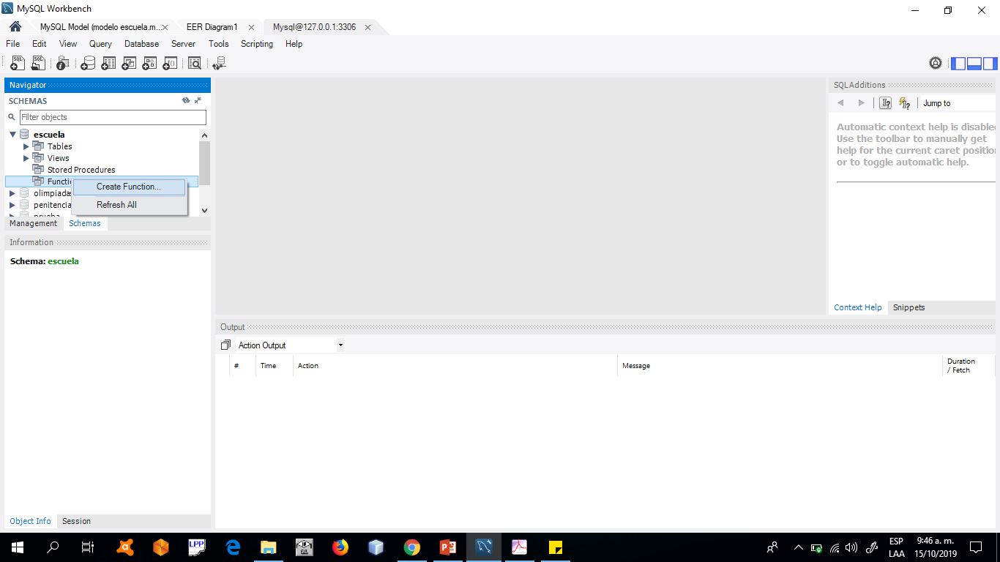 MySQL Workbench
MySQL Model (modelo escuela.m...
EER Diagram1
Mysql@127.0.0.1:3306
File Edit View Query Database Server Tools Scripting Help
Navigator
SCHEMAS
Filter objects
escuela
Tables
Views
Stored Procedures
Functi
Create Function...
olimpiadas
penitencia
Refresh All
prueba
Management Schemas
Information
Schema: escuela
Object Info Session
SQLAdditions
Jump to
Automatic context help is disabled
Use the toolbar to manually get
help for the current caret position
or to toggle automatic help.
Context Help Snippets
Output
Action Output
# Time Action Message Duration
/ Fetch
LPP
ESP
LAA
9:46 a. m.
15/10/2019